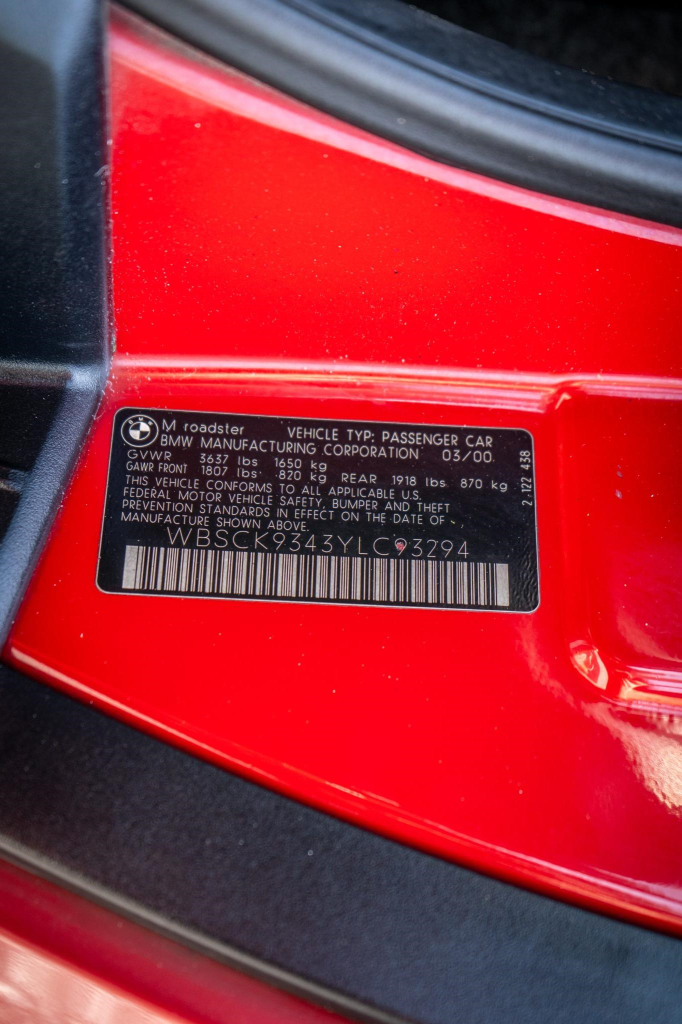 BMW
M roadster VEHICLE TYP: PASSENGER CAR
BMW MANUFACTURING CORPORATION 03/00
GVWR 3637 lbs 1650 kg
GAWR FRONT 1807 lbs 820 kg REAR 1918 lbs 870 kg
THIS VEHICLE CONFORMS TO ALL APPLICABLE U.S.
FEDERAL MOTOR VEHICLE SAFETY, BUMPER AND THEFT
PREVENTION STANDARDS IN EFFECT ON THE DATE OF
MANUFACTURE SHOWN ABOVE.
WBSCK9343YLC93294
2 122 438